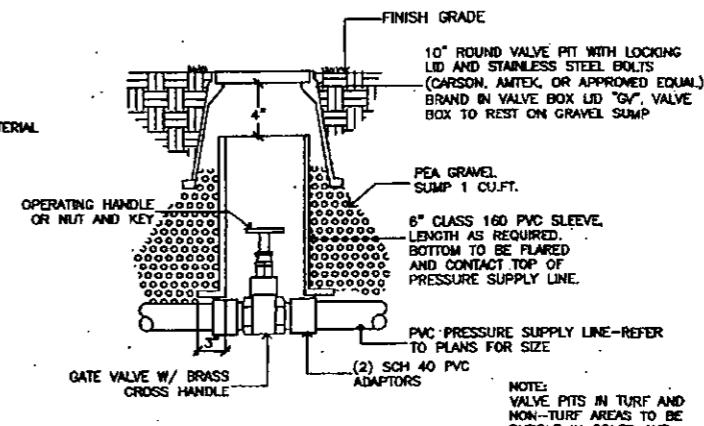 FINISH GRADE
10" ROUND VALVE PIT WITH LOCKING
LID AND STAINLESS STEEL BOLTS
(CARSON, AMTEK, OR APPROVED EQUAL)
BRAND IN VALVE BOX LID "GV", VALVE
BOX TO REST ON GRAVEL SUMP
TERIAL
4"
PEA GRAVEL
SUMP 1 CU.FT.
OPERATING HANDLE
OR NUT AND KEY
6" CLASS 160 PVC SLEEVE,
LENGTH AS REQUIRED.
BOTTOM TO BE FLARED
AND CONTACT TOP OF
PRESSURE SUPPLY LINE.
3"
PVC PRESSURE SUPPLY LINE-REFER
TO PLANS FOR SIZE
GATE VALVE W/ BRASS
CROSS HANDLE
(2) SCH 40 PVC
ADAPTORS
NOTE:
VALVE PITS IN TURF AND
NON-TURF AREAS TO BE